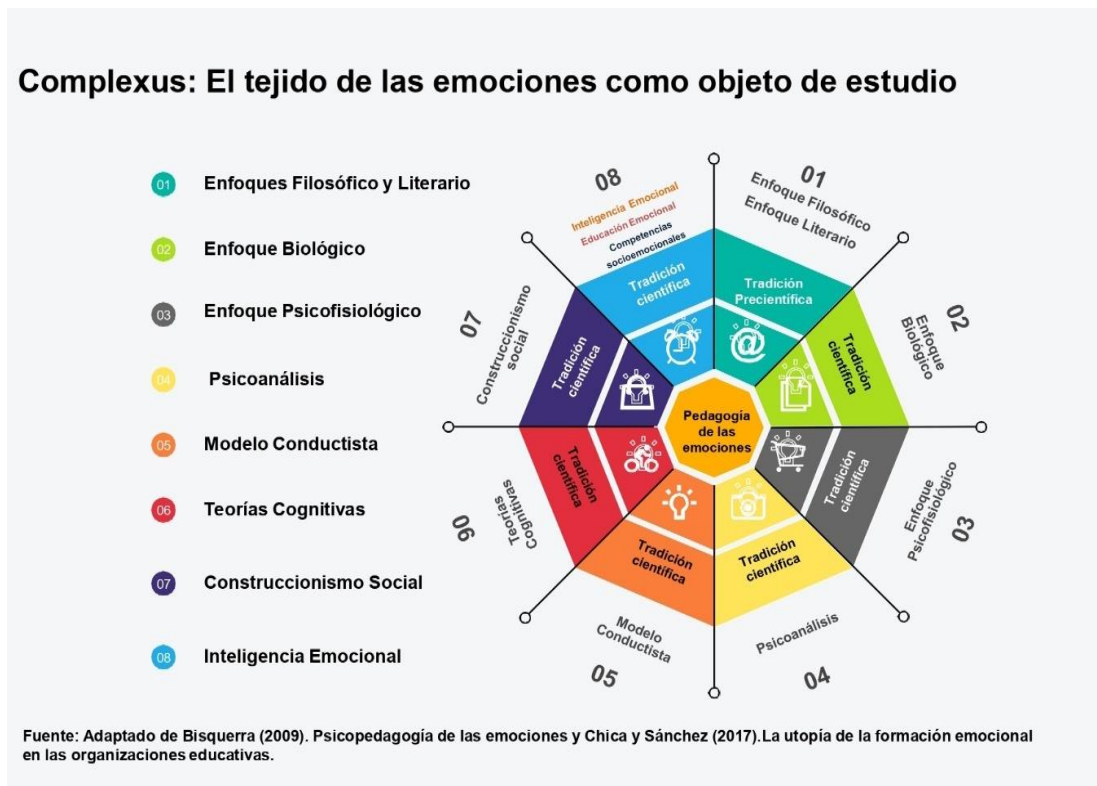 Complexus: El tejido de las emociones como objeto de estudio
01 Enfoques Filosófico y Literario
02 Enfoque Biológico
03 Enfoque Psicofisiológico
04 Psicoanálisis
05 Modelo Conductista
06 Teorías Cognitivas
07 Construccionismo Social
08 Inteligencia Emocional
01
Enfoque Filosófico
Enfoque Literario
Tradición
Precientífica
@
02
Enfoque
Biológico
Tradición
científica
03
Enfoque
Psicofisiológico
Tradición
científica
04
Psicoanálisis
Tradición
científica
05
Modelo
Conductista
Tradición
científica
06
Teorías
Cognitivas
Tradición
científica
07
Construccionismo
social
Tradición
científica
08
Inteligencia Emocional
Educación Emocional
Competencias
socioemocionales
Tradición
científica
Pedagogía
de las
emociones
Fuente: Adaptado de Bisquerra (2009). Psicopedagogía de las emociones y Chica y Sánchez (2017).La utopía de la formación emocional
en las organizaciones educativas.